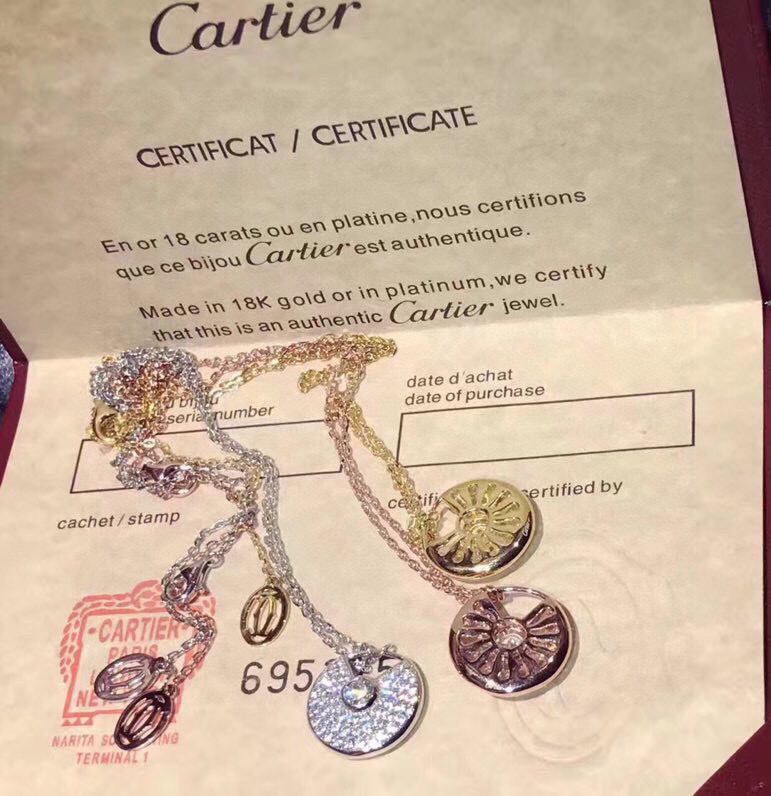 Cartier
CERTIFICAT / CERTIFICATE
En or 18 carats ou en platine,nous certifions
que ce bijou Cartier est authentique.
Made in 18K gold or in platinum,we certify
that this is an authentic Cartier jewel.
date d'achat
date of purchase
serial number
certified by
cachet / stamp
·CARTIER·
PARIS
695
NARITA
TERMINAL 1